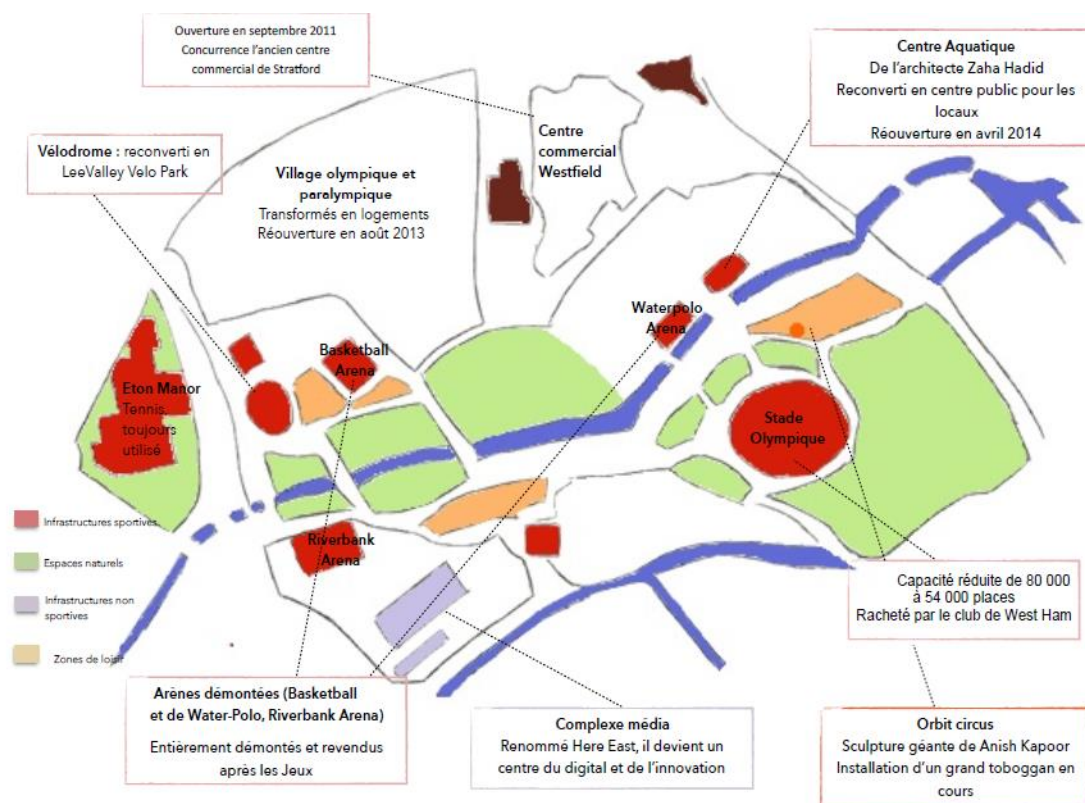 Ouverture en septembre 2011
Concurrence l'ancien centre
commercial de Stratford
Centre Aquatique
De l'architecte Zaha Hadid
Reconverti en centre public pour les
locaux
Réouverture en avril 2014
Vélodrome : reconverti en
LeeValley Velo Park
Village olympique et
paralympique
Transformés en logements
Réouverture en août 2013
Centre
commercial
Westfield
Waterpolo
Arena
Basketball
Arena
Eton Manor
Tennis,
toujours
utilisé
Stade
Olympique
Riverbank
Arena
Infrastructures sportives
Espaces naturels
Infrastructures non
sportives
Zones de loisir
Capacité réduite de 80 000
à 54 000 places
Racheté par le club de West Ham
Arènes démontées (Basketball
et de Water-Polo, Riverbank Arena)
Entièrement démontés et revendus
après les Jeux
Complexe média
Renommé Here East, il devient un
centre du digital et de l'innovation
Orbit circus
Sculpture géante de Anish Kapoor
Installation d'un grand toboggan en
cours